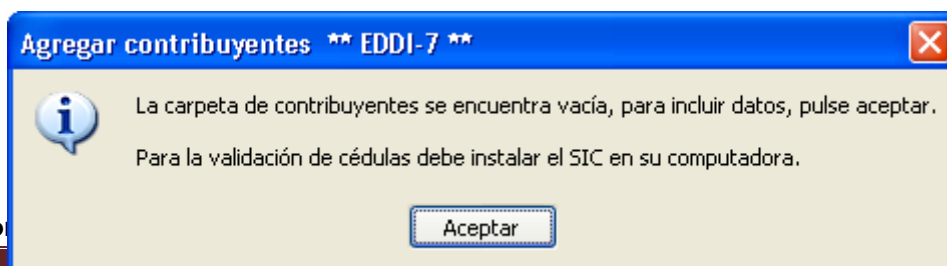 Agregar contribuyentes ** EDDI-7 **
La carpeta de contribuyentes se encuentra vacía, para incluir datos, pulse aceptar.
Para la validación de cédulas debe instalar el SIC en su computadora.
Aceptar